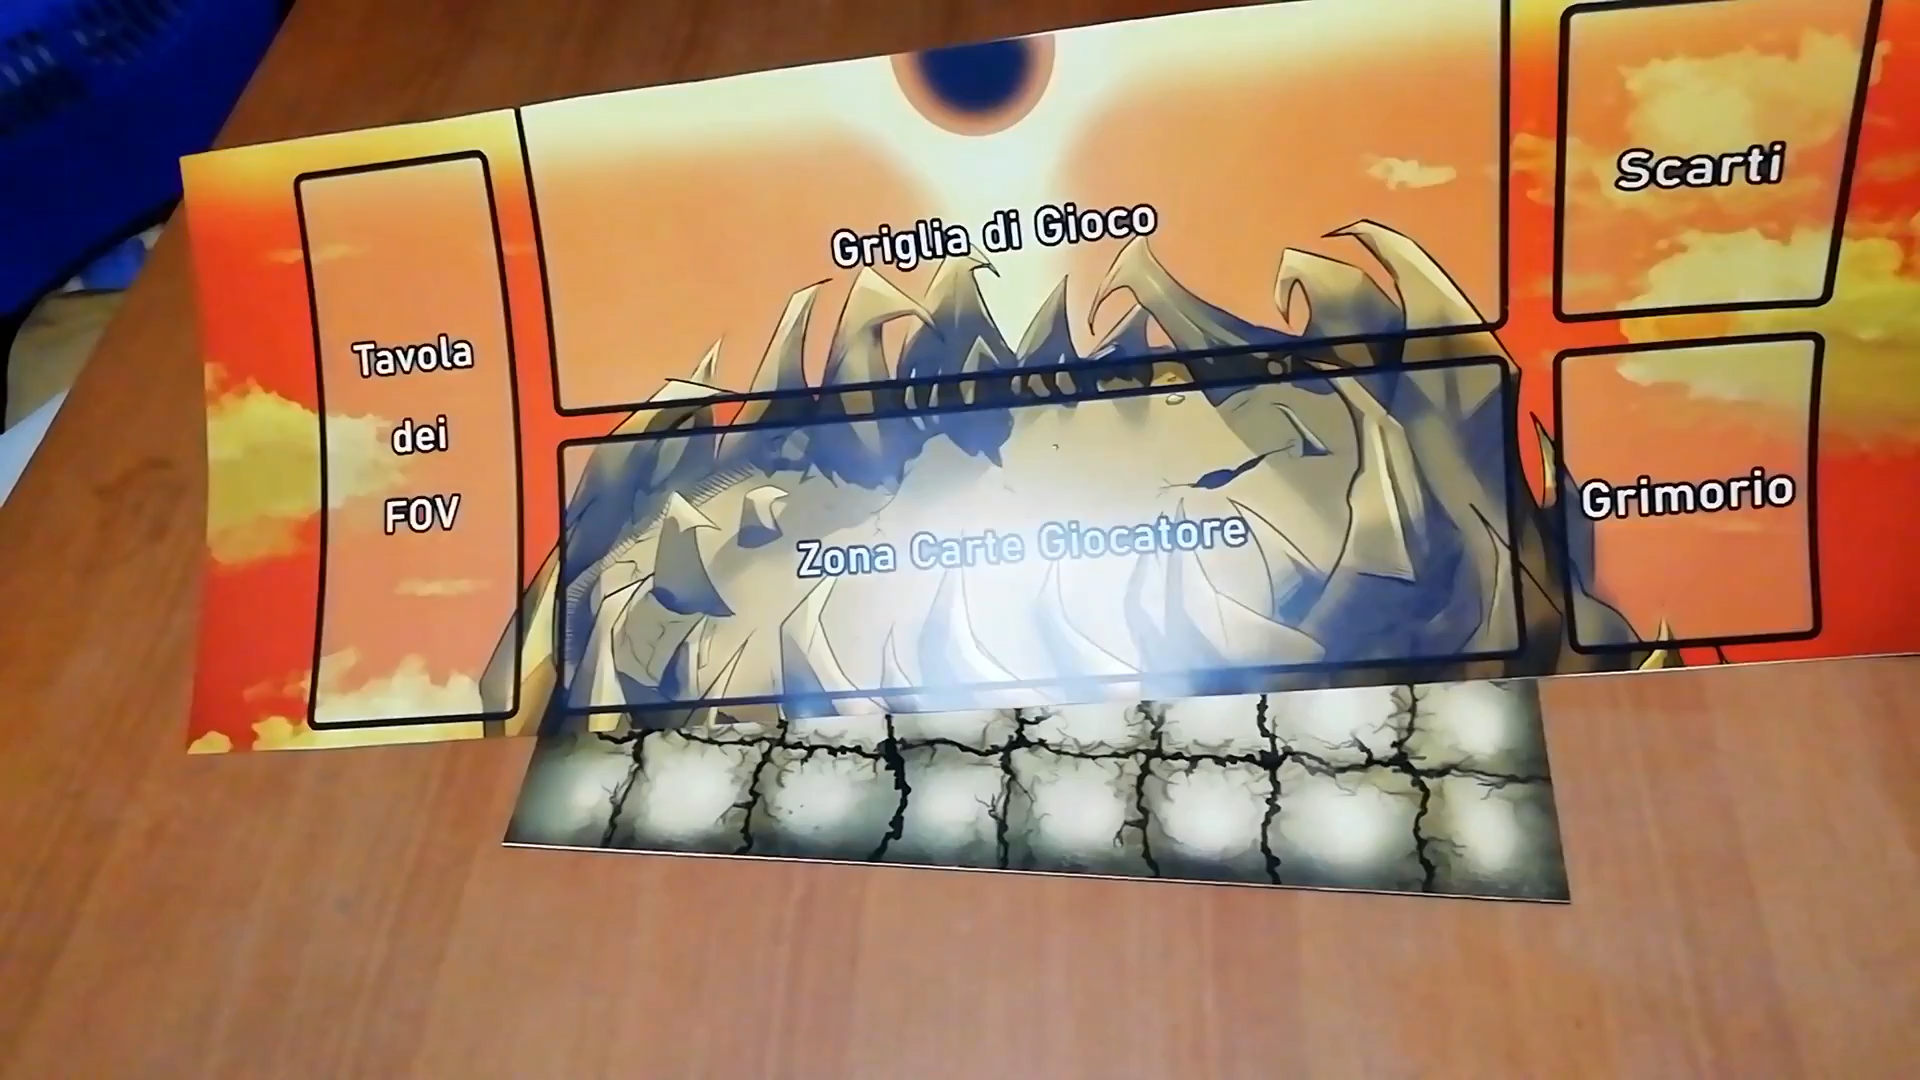 Tavola
dei
FOV
Griglia di Gioco
Zona Carte Giocatore
Scarti
Grimorio